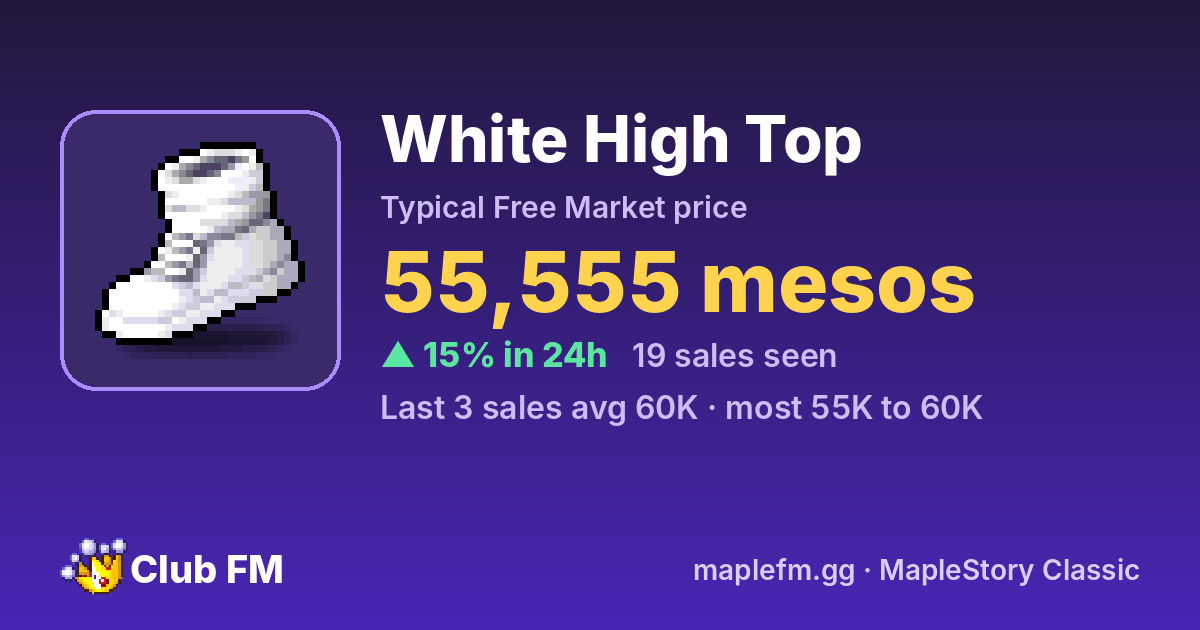 White High Top
Typical Free Market price
55,555 mesos
▲ 15% in 24h 19 sales seen
Last 3 sales avg 60K · most 55K to 60K
Club FM
maplefm.gg · MapleStory Classic